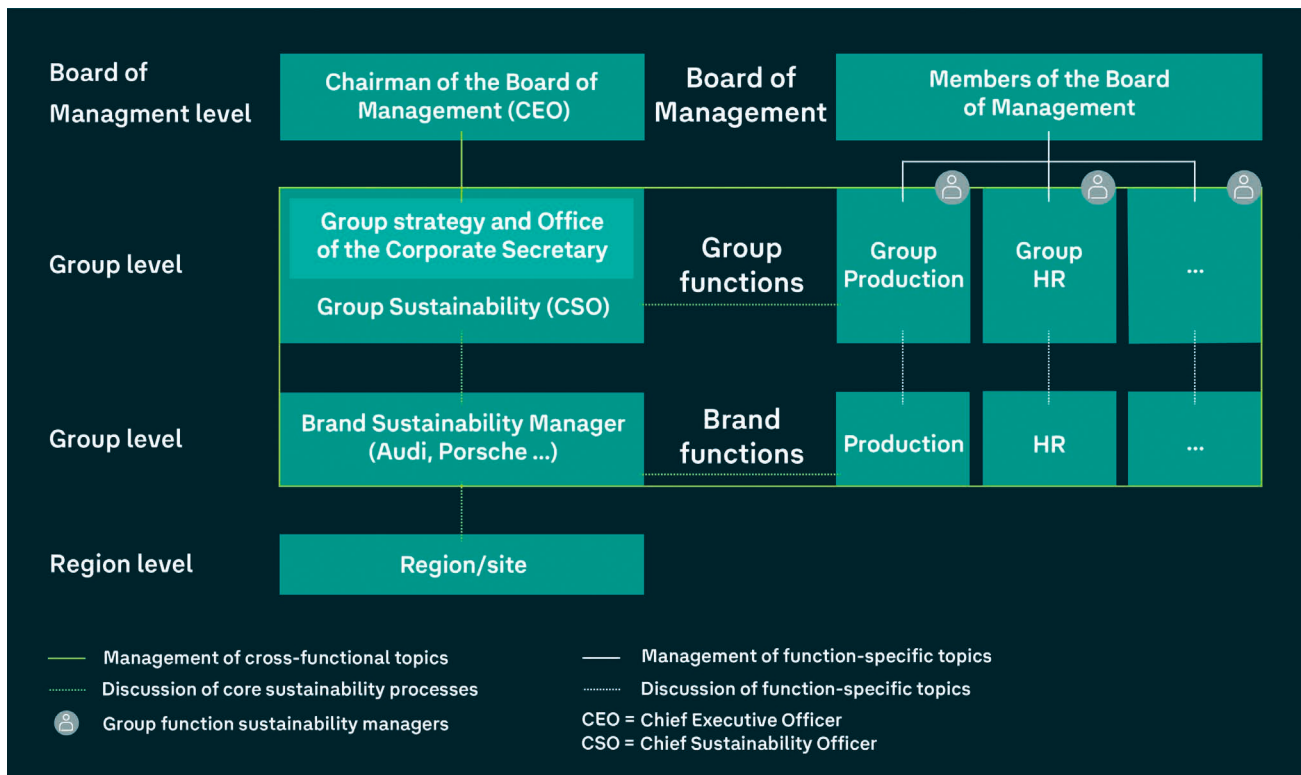 Board of
Managment level
Chairman of the Board of
Management (CEO)
Board of
Management
Members of the Board
of Management
Group level
Group strategy and Office
of the Corporate Secretary
Group Sustainability (CSO)
Group
functions
Group
Production
Group
HR
...
Group level
Brand Sustainability Manager
(Audi, Porsche ...)
Brand
functions
Production
HR
...
Region level
Region/site
Management of cross-functional topics
Discussion of core sustainability processes
Group function sustainability managers
Management of function-specific topics
Discussion of function-specific topics
CEO = Chief Executive Officer
CSO = Chief Sustainability Officer